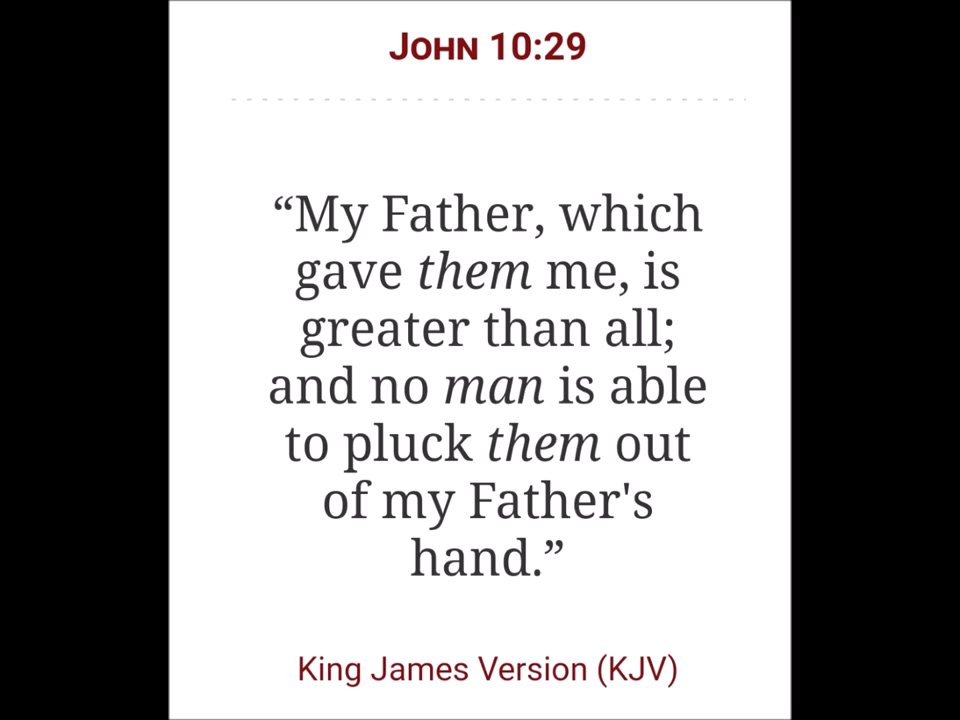 John 10:29
“My Father, which
gave them me, is
greater than all;
and no man is able
to pluck them out
of my Father's
hand.”
King James Version (KJV)